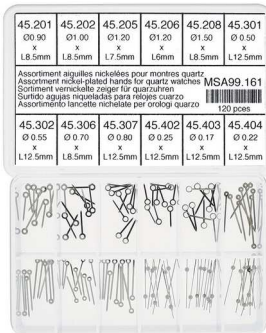 45.201 45.202 45.205 45.206 45.208 45.301
Ø0.90 Ø1.00 Ø1.20 Ø1.20 Ø1.50 Ø 0.50
x x x x x x
L8.5mm L8.5mm L7.5mm L6mm L8.5mm L12.5mm
Assortiment aiguilles nickelées pour montres quartz
Assortment nickel-plated hands for quartz watches MSA99.161
Sortiment vernickelte zeiger für quarzuhren
Surtido agujas niqueladas para relojes cuarzo
Assortimento lancette nichelate per orologi quarzo 120 pces
45.302 45.306 45.307 45.402 45.403 45.404
Ø 0.55 Ø 0.70 Ø 0.80 Ø 0.25 Ø 0.17 Ø 0.22
x x x x x x
L12.5mm L8.5mm L12.5mm L12.5mm L12.5mm L12.5mm